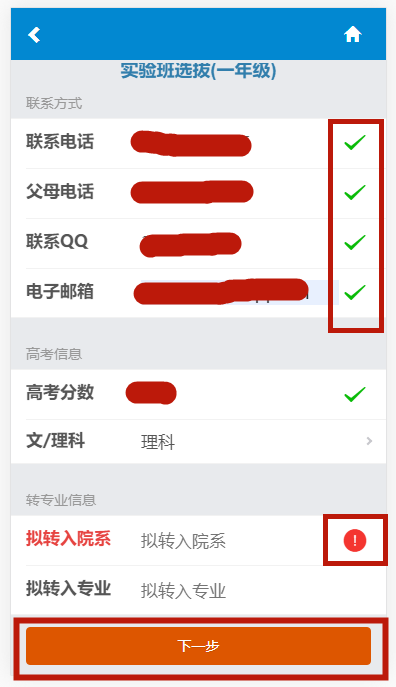 实验班选拔(一年级)
联系方式
联系电话
父母电话
联系QQ
电子邮箱
高考信息
高考分数
文/理科 理科
转专业信息
拟转入院系 拟转入院系
拟转入专业 拟转入专业
下一步